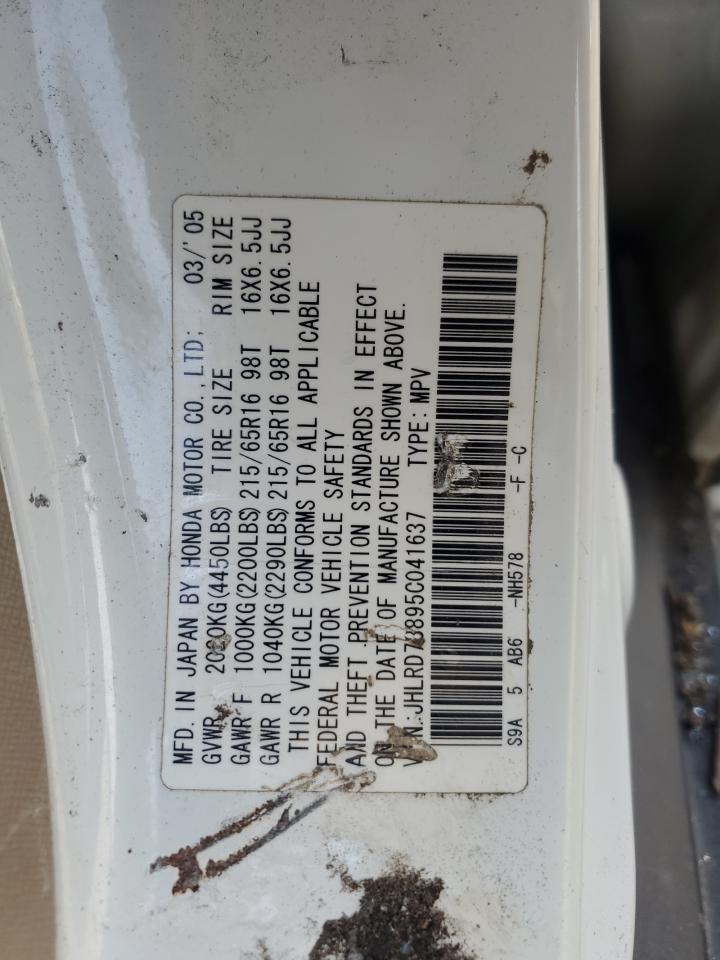 MFD. IN JAPAN BY HONDA MOTOR CO., LTD; 03/'05
GVWR (4450LBS) TIRE SIZE RIM SIZE
GAWR F 1000KG(2200LBS) 215/65R16 98T 16X6.5JJ
GAWR R 1040KG(2290LBS) 215/65R16 98T 16X6.5JJ
THIS VEHICLE CONFORMS TO ALL APPLICABLE
FEDERAL MOTOR VEHICLE SAFETY
AND THEFT PREVENTION STANDARDS IN EFFECT
ON THE DATE OF MANUFACTURE SHOWN ABOVE.
TYPE: MPV
S9A 5 AB6 -NH578 -F -C